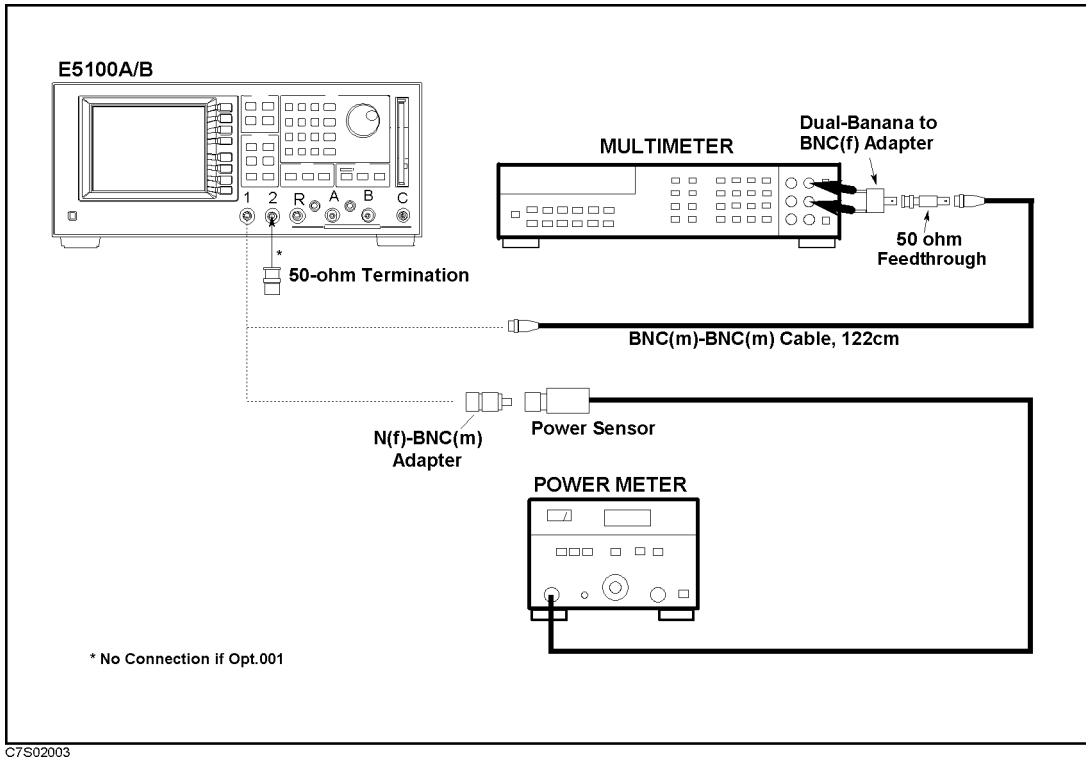 E5100A/B
1 2 R A B C
*
50-ohm Termination
MULTIMETER
Dual-Banana to
BNC(f) Adapter
50 ohm
Feedthrough
BNC(m)-BNC(m) Cable, 122cm
N(f)-BNC(m)
Adapter
Power Sensor
POWER METER
* No Connection if Opt.001
C7S02003